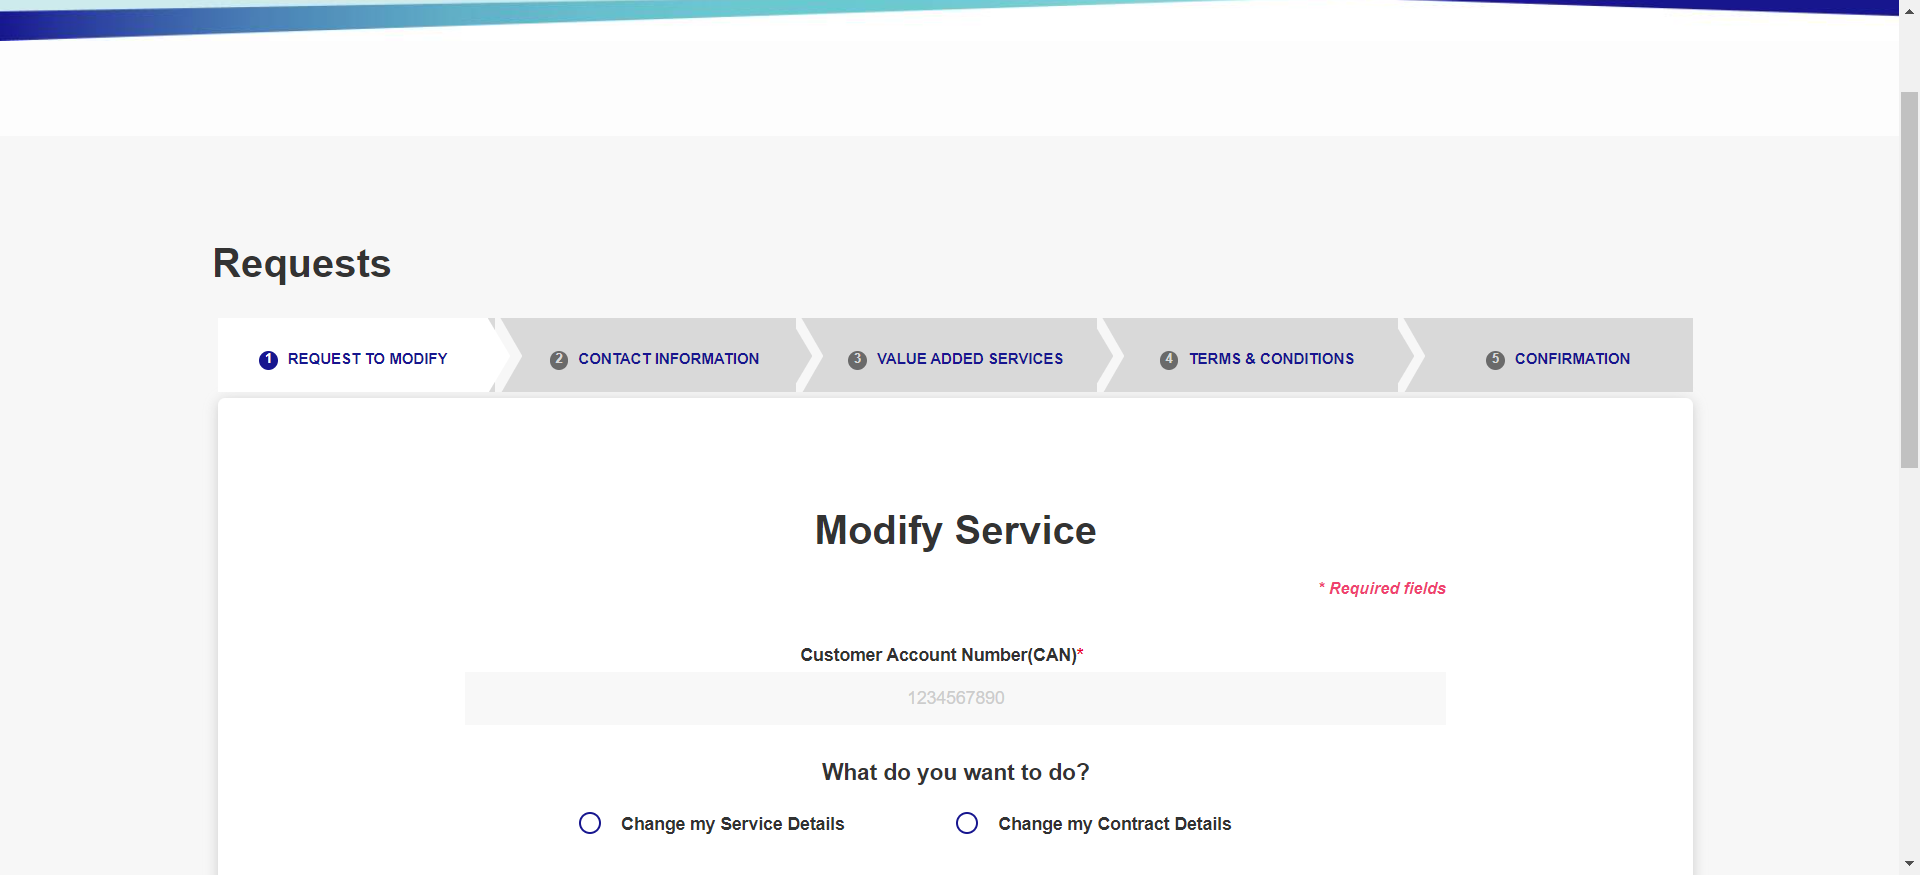 Requests
1 REQUEST TO MODIFY
2 CONTACT INFORMATION
3 VALUE ADDED SERVICES
4 TERMS & CONDITIONS
5 CONFIRMATION
Modify Service
* Required fields
Customer Account Number(CAN)*
1234567890
What do you want to do?
Change my Service Details
Change my Contract Details